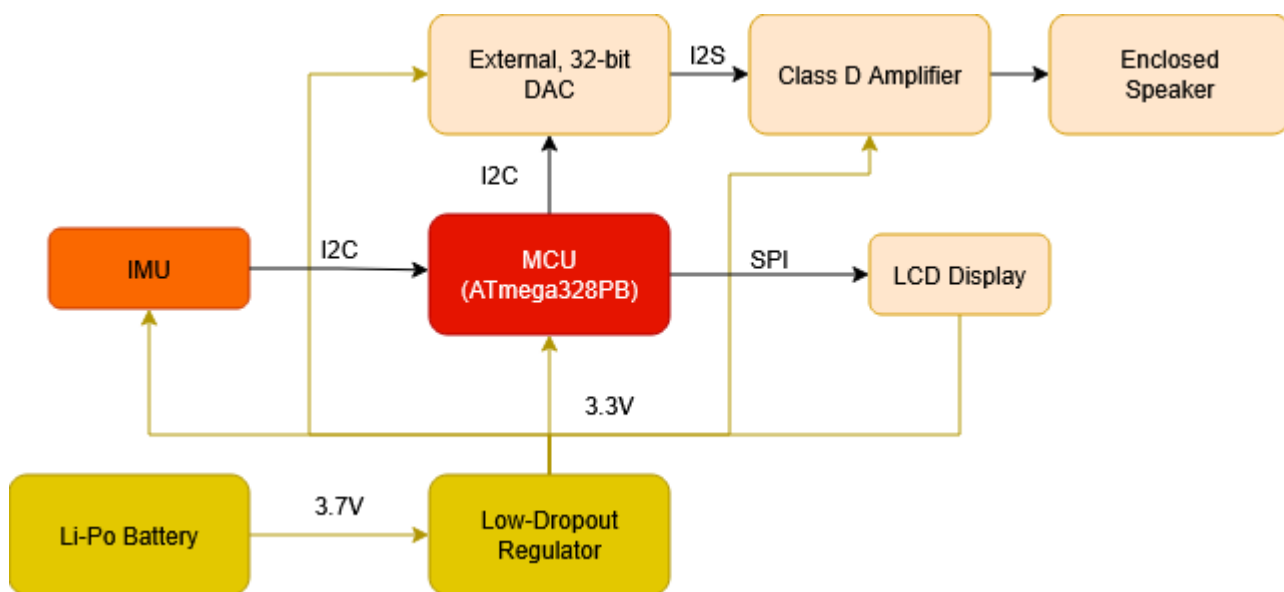 External, 32-bit
DAC
I2S
Class D Amplifier
Enclosed
Speaker
I2C
IMU
I2C
MCU
(ATmega328PB)
SPI
LCD Display
3.3V
Li-Po Battery
3.7V
Low-Dropout
Regulator